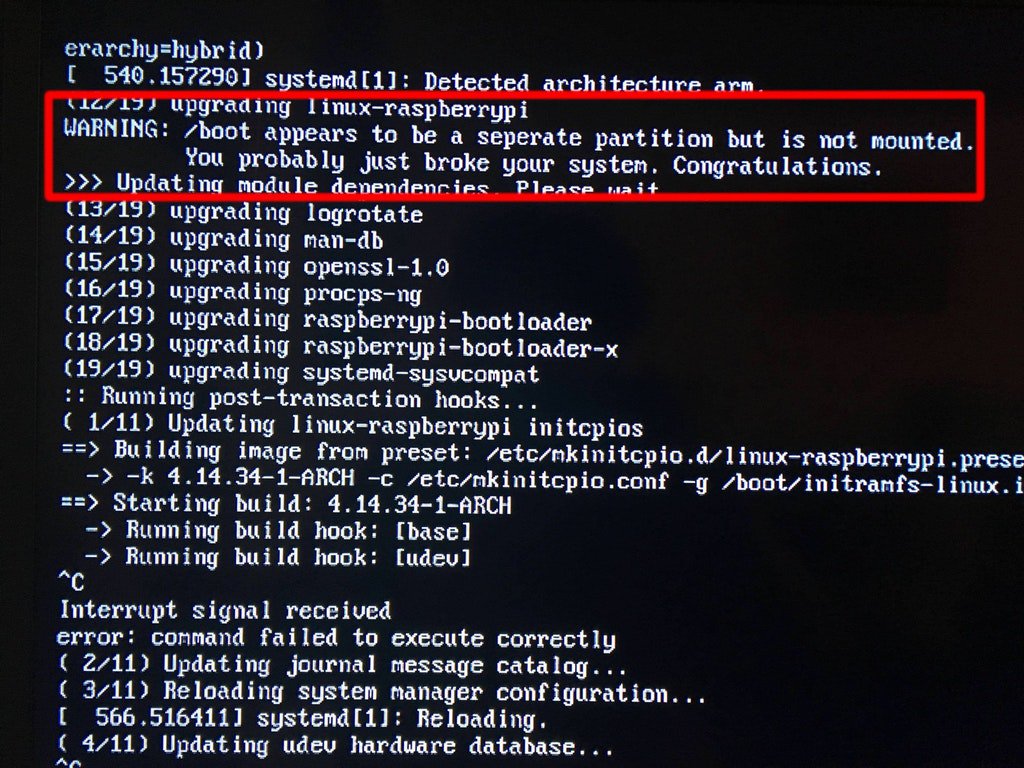 erarchy=hybrid)
[  540.157290] systemd[1]: Detected architecture arm.
(12/19) upgrading linux-raspberrypi
WARNING: /boot appears to be a seperate partition but is not mounted.
         You probably just broke your system. Congratulations.
>>> Updating module dependencies. Please wait
(13/19) upgrading logrotate
(14/19) upgrading man-db
(15/19) upgrading openssl-1.0
(16/19) upgrading procps-ng
(17/19) upgrading raspberrypi-bootloader
(18/19) upgrading raspberrypi-bootloader-x
(19/19) upgrading systemd-sysvcompat
:: Running post-transaction hooks...
( 1/11) Updating linux-raspberrypi initcpios
==> Building image from preset: /etc/mkinitcpio.d/linux-raspberrypi.prese
  -> -k 4.14.34-1-ARCH -c /etc/mkinitcpio.conf -g /boot/initramfs-linux.i
==> Starting build: 4.14.34-1-ARCH
  -> Running build hook: [base]
  -> Running build hook: [udev]
^C
Interrupt signal received
error: command failed to execute correctly
( 2/11) Updating journal message catalog...
( 3/11) Reloading system manager configuration...
[  566.516411] systemd[1]: Reloading.
( 4/11) Updating udev hardware database...
^C